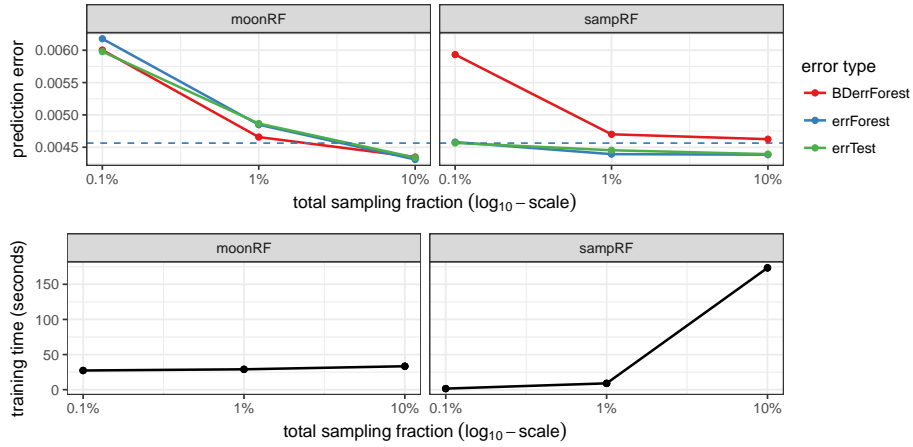 moonRF
sampRF
prediction error
0.0060
0.0055
0.0050
0.0045
0.1%
1%
10%
0.1%
1%
10%
total sampling fraction (log10−scale)
error type
BDerrForest
errForest
errTest
moonRF
sampRF
training time (seconds)
150
100
50
0
0.1%
1%
10%
0.1%
1%
10%
total sampling fraction (log10−scale)